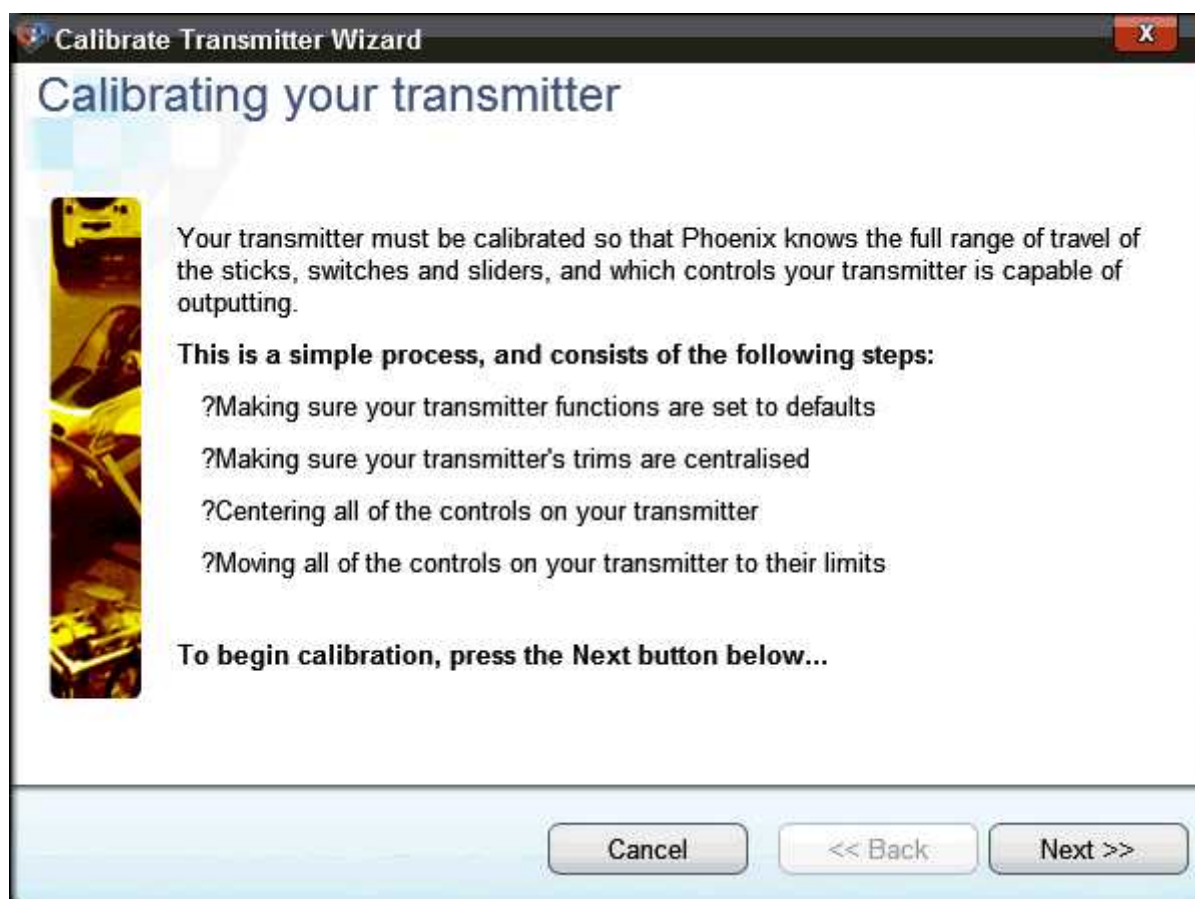 Calibrate Transmitter Wizard
X
Calibrating your transmitter
Your transmitter must be calibrated so that Phoenix knows the full range of travel of
the sticks, switches and sliders, and which controls your transmitter is capable of
outputting.
This is a simple process, and consists of the following steps:
?Making sure your transmitter functions are set to defaults
?Making sure your transmitter's trims are centralised
?Centering all of the controls on your transmitter
?Moving all of the controls on your transmitter to their limits
To begin calibration, press the Next button below...
Cancel
<< Back
Next >>